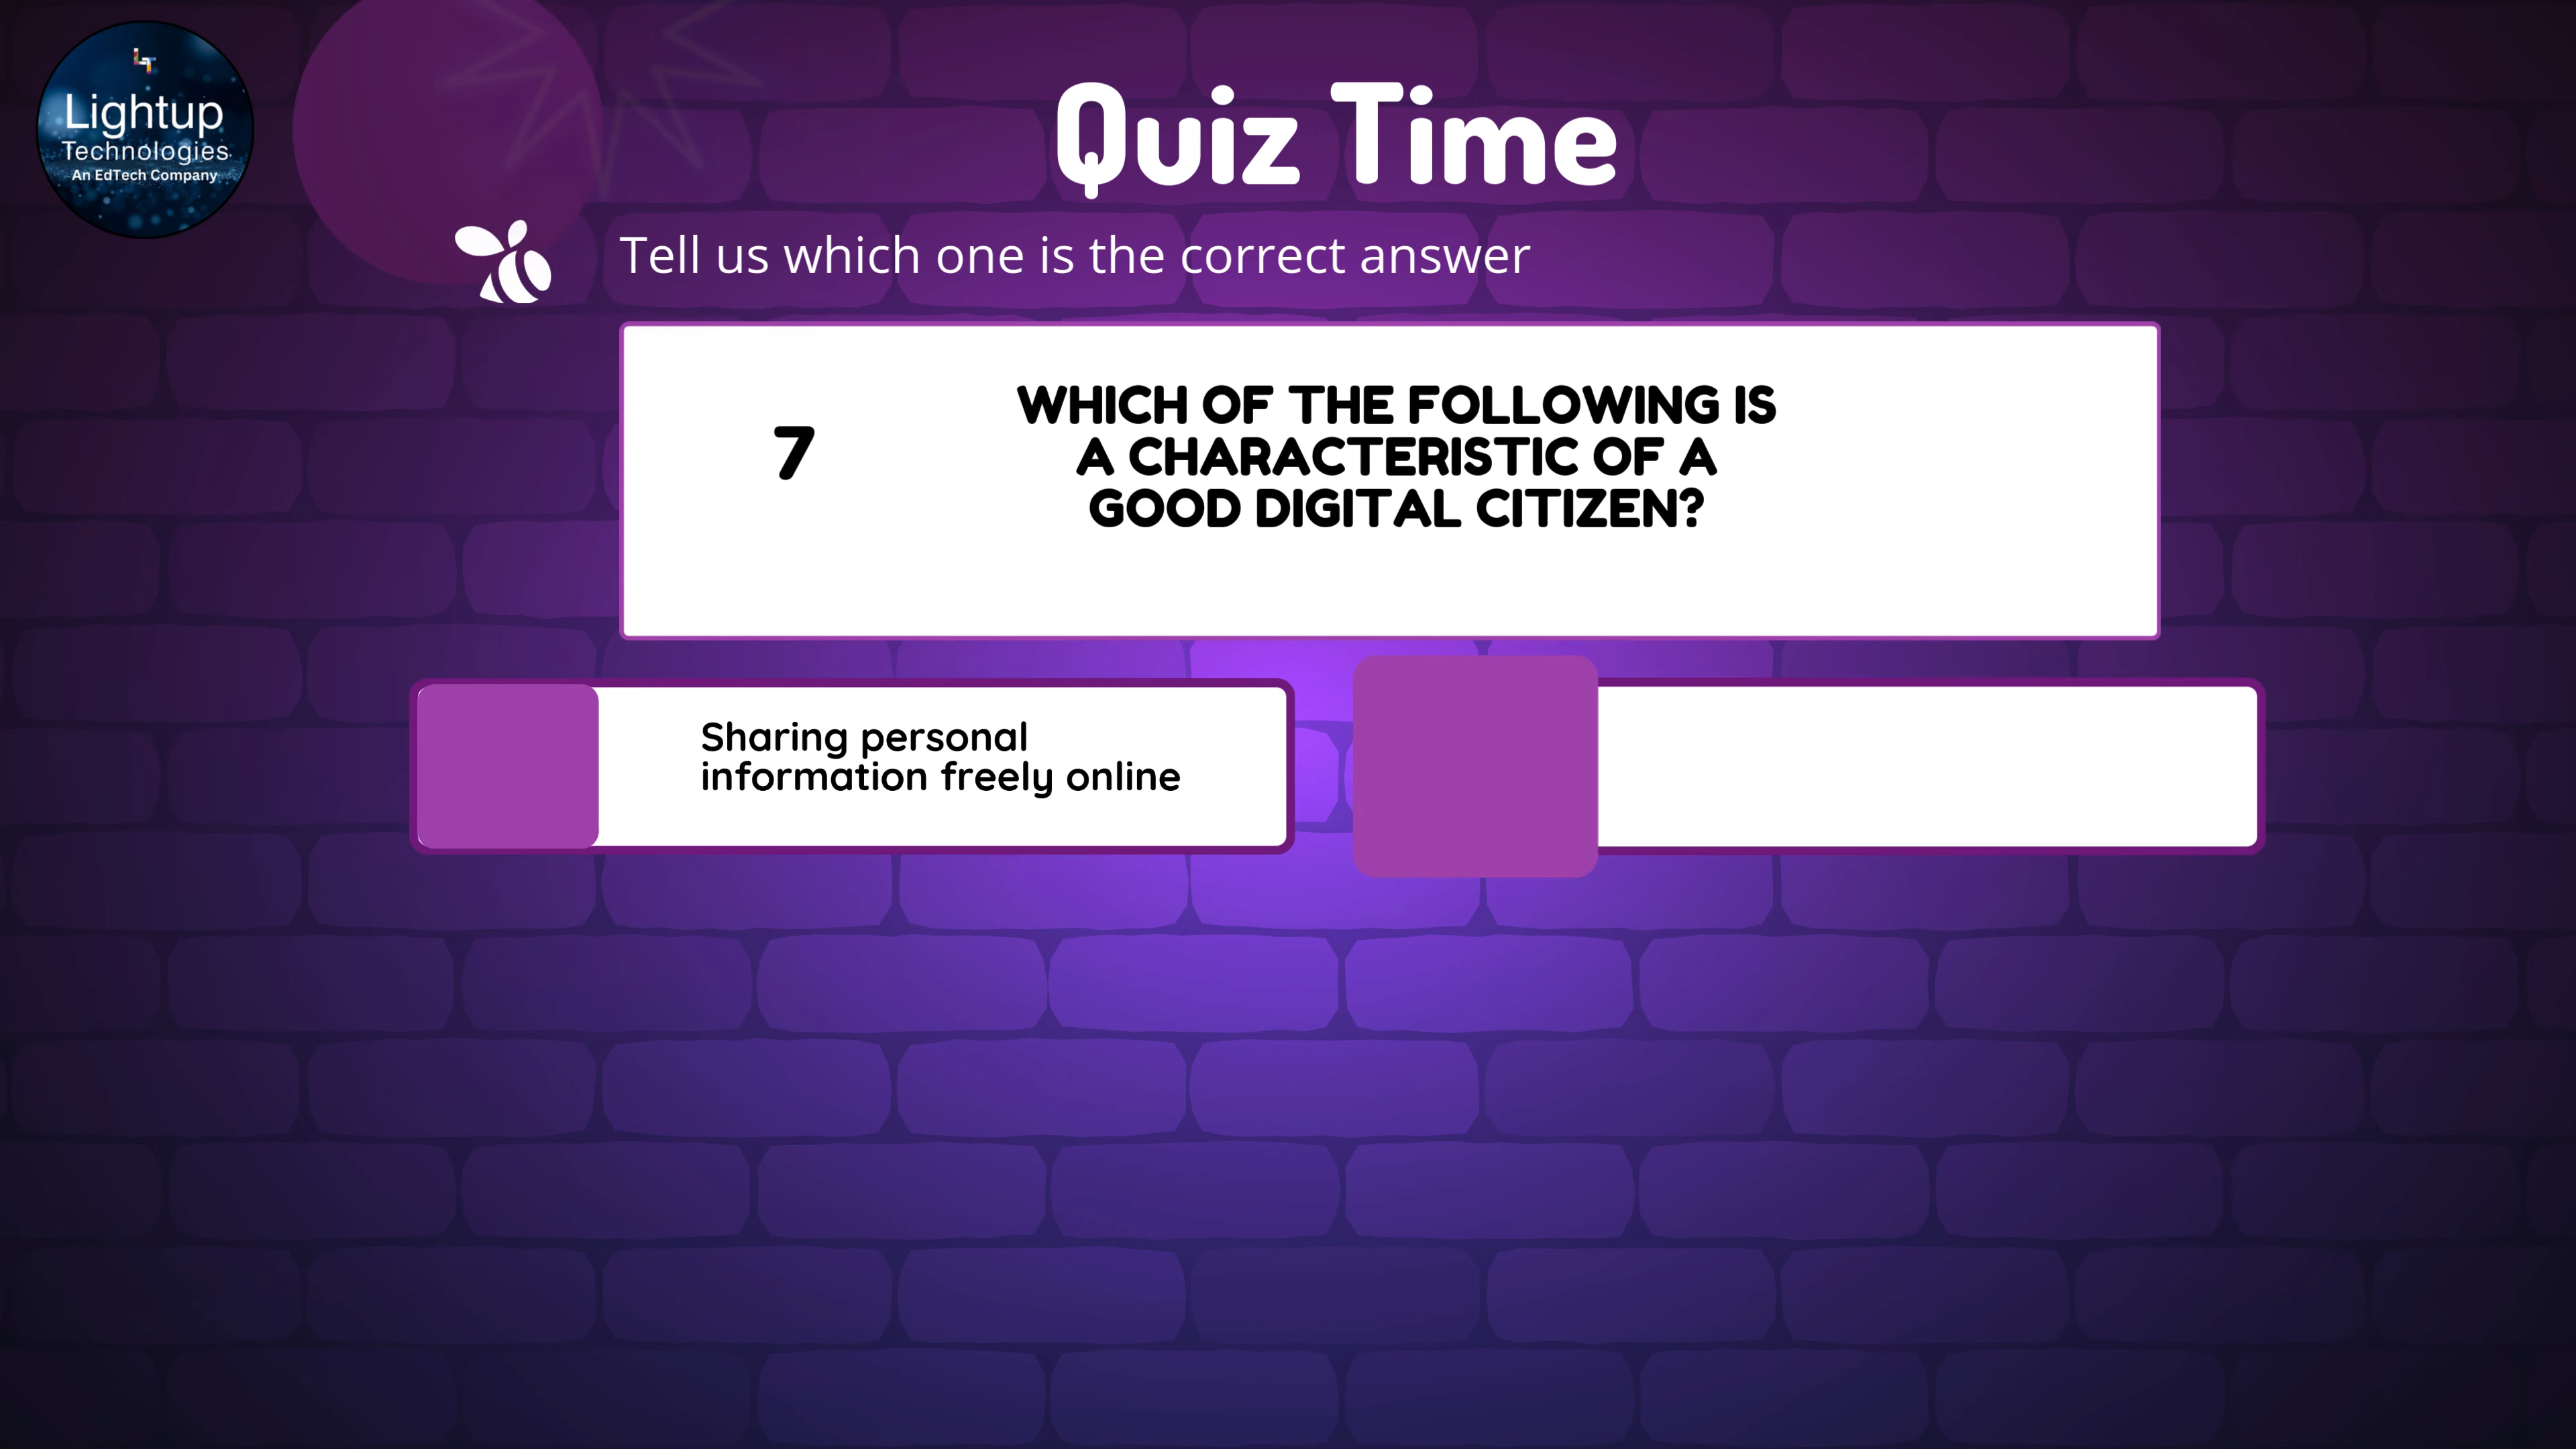 Lightup
Technologies
An EdTech Company
Quiz Time
Tell us which one is the correct answer
7
WHICH OF THE FOLLOWING IS
A CHARACTERISTIC OF A
GOOD DIGITAL CITIZEN?
Sharing personal
information freely online